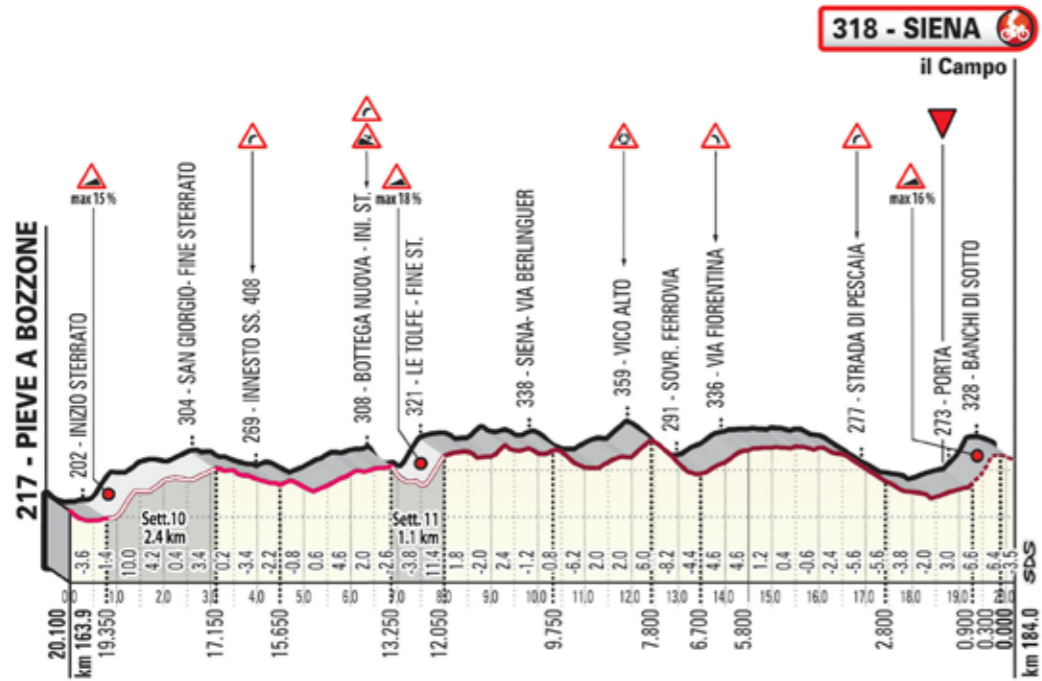 318 - SIENA
il Campo
217 - PIEVE A BOZZONE
max 15 %
202 - INIZIO STERRATO
304 - SAN GIORGIO- FINE STERRATO
269 - INNESTO SS. 408
308 - BOTTEGA NUOVA - INI. ST.
max 18 %
321 - LE TOLFE - FINE ST.
338 - SIENA- VIA BERLINGUER
359 - VICO ALTO
291 - SOVR. FERROVIA
336 - VIA FIORENTINA
277 - STRADA DI PESCAIA
max 16 %
273 - PORTA
328 - BANCHI DI SOTTO
Sett.10
2.4 km
Sett. 11
1.1 km
-3.6 -1.4 10.0 4.2 0.4 3.4 0.2 -3.4 -2.2 -0.8 0.6 4.6 2.0 -2.6 -3.8 11.4 1.8 -2.0 2.4 -1.2 -0.8 -6.2 2.0 2.0 6.0 -8.2 -4.4 4.6 4.6 1.2 0.4 -0.6 -2.4 -5.6 -5.6 -3.8 -2.0 3.0 -6.6 6.4 -3.5
SDS
0.0 1.0 2.0 3.0 4.0 5.0 6.0 7.0 8.0 9.0 10.0 11.0 12.0 13.0 14.0 15.0 16.0 17.0 18.0 19.0 20.0
20.100 19.350 17.150 15.650 13.250 12.050 9.750 7.800 6.700 5.800 2.800 0.900 0.300 0.000
km 163.9
km 184.0